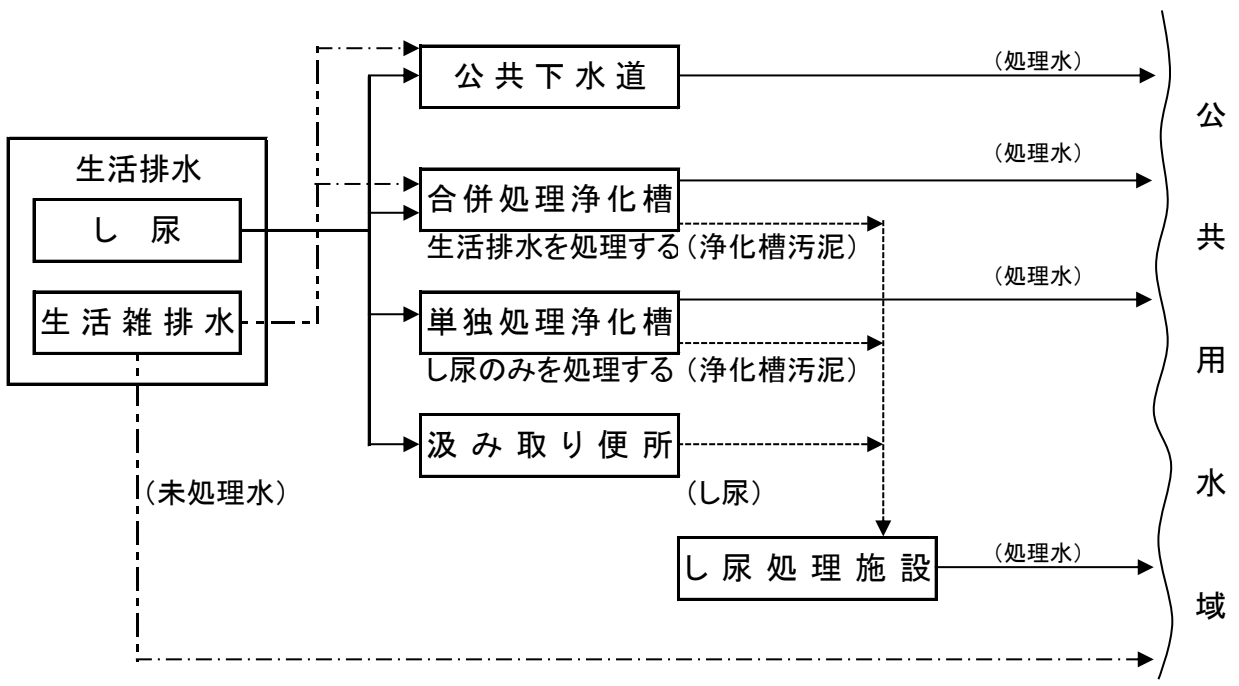 生活排水
し尿
生活雑排水
(未処理水)
公共下水道
(処理水)
合併処理浄化槽
(処理水)
生活排水を処理する(浄化槽汚泥)
単独処理浄化槽
(処理水)
し尿のみを処理する(浄化槽汚泥)
汲み取り便所
(し尿)
し尿処理施設
(処理水)
公共用水域